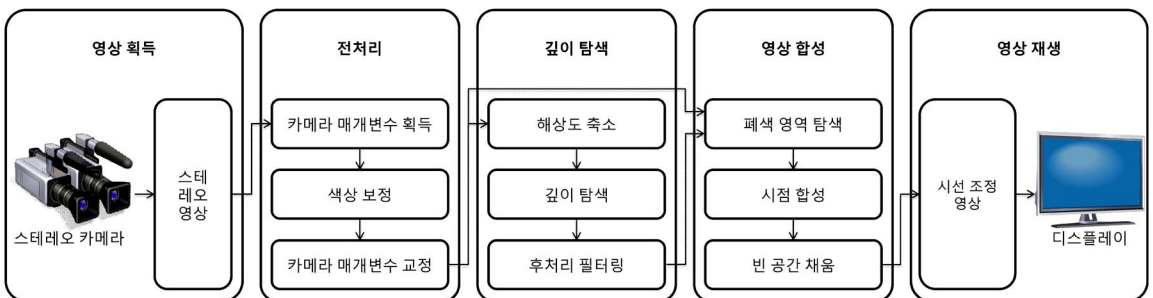 영상 획득
스테레오 카메라
스테
레오
영상
전처리
카메라 매개변수 획득
색상 보정
카메라 매개변수 교정
깊이 탐색
해상도 축소
깊이 탐색
후처리 필터링
영상 합성
폐색 영역 탐색
시점 합성
빈 공간 채움
영상 재생
시선 조정
영상
디스플레이